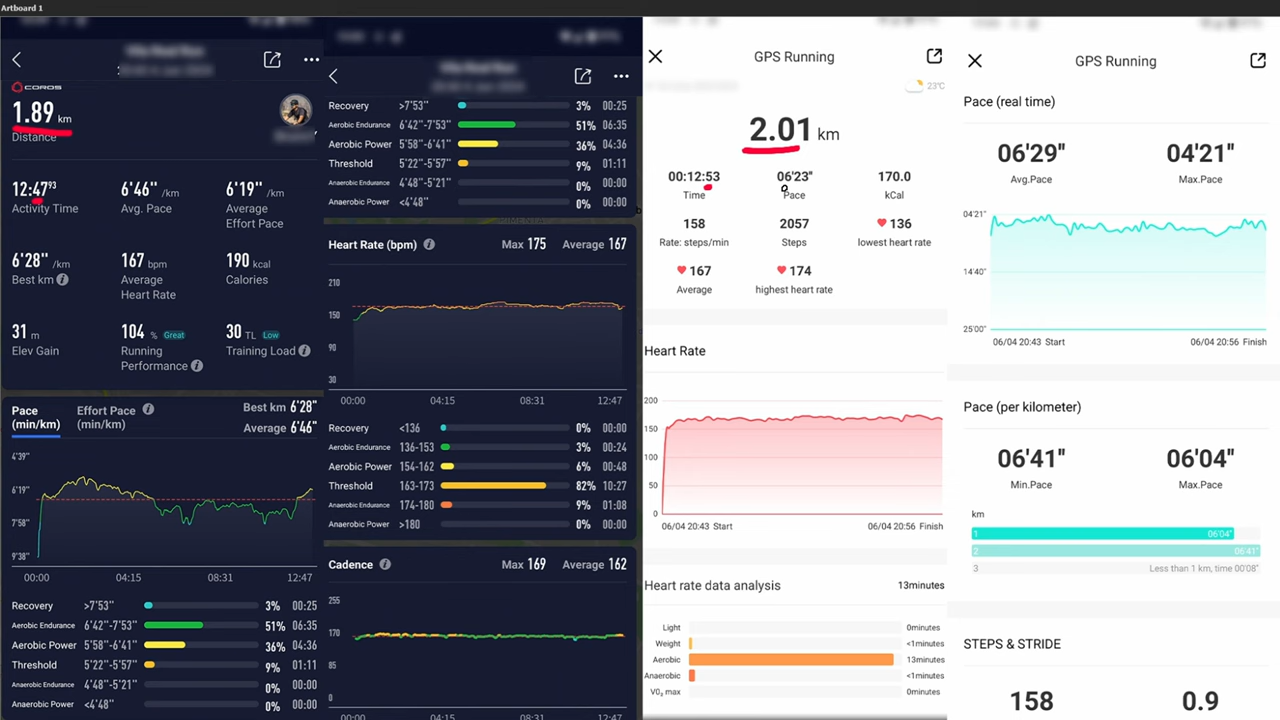 Artboard 1
COROS
1.89 km
Distance
12:47⁹³
Activity Time
6'46" /km
Avg. Pace
6'19" /km
Average
Effort Pace
6'28" /km
Best km
167 bpm
Average
Heart Rate
190 kcal
Calories
31 m
Elev Gain
104 % Great
Running
Performance
30 TL Low
Training Load
Pace
(min/km)
Effort Pace
(min/km)
Best km 6'28"
Average 6'46"
4'39"
6'19"
7'58"
9'38"
00:00 04:15 08:31 12:47
Recovery >7'53" 3% 00:25
Aerobic Endurance 6'42"-7'53" 51% 06:35
Aerobic Power 5'58"-6'41" 36% 04:36
Threshold 5'22"-5'57" 9% 01:11
Anaerobic Endurance 4'48"-5'21" 0% 00:00
Anaerobic Power <4'48" 0% 00:00
Recovery >7'53" 3% 00:25
Aerobic Endurance 6'42"-7'53" 51% 06:35
Aerobic Power 5'58"-6'41" 36% 04:36
Threshold 5'22"-5'57" 9% 01:11
Anaerobic Endurance 4'48"-5'21" 0% 00:00
Anaerobic Power <4'48" 0% 00:00
Heart Rate (bpm) Max 175 Average 167
210
150
90
30
00:00 04:15 08:31 12:47
Recovery <136 0% 00:00
Aerobic Endurance 136-153 3% 00:24
Aerobic Power 154-162 6% 00:48
Threshold 163-173 82% 10:27
Anaerobic Endurance 174-180 9% 01:08
Anaerobic Power >180 0% 00:00
Cadence Max 169 Average 162
255
170
85
0
00:00 04:15 08:31 12:47
GPS Running
23°C
2.01 km
00:12:53
Time
06'23"
Pace
170.0
kCal
158
Rate: steps/min
2057
Steps
136
lowest heart rate
167
Average
174
highest heart rate
Heart Rate
200
150
100
50
0
06/04 20:43 Start 06/04 20:56 Finish
Heart rate data analysis 13minutes
Light 0minutes
Weight <1minutes
Aerobic 13minutes
Anaerobic <1minutes
VO₂ max 0minutes
GPS Running
Pace (real time)
06'29"
Avg.Pace
04'21"
Max.Pace
04'21"
14'40"
25'00"
06/04 20:43 Start 06/04 20:56 Finish
Pace (per kilometer)
06'41"
Min.Pace
06'04"
Max.Pace
km
1 06'04"
2 06'41"
3 Less than 1 km, time 00'08"
STEPS & STRIDE
158 0.9